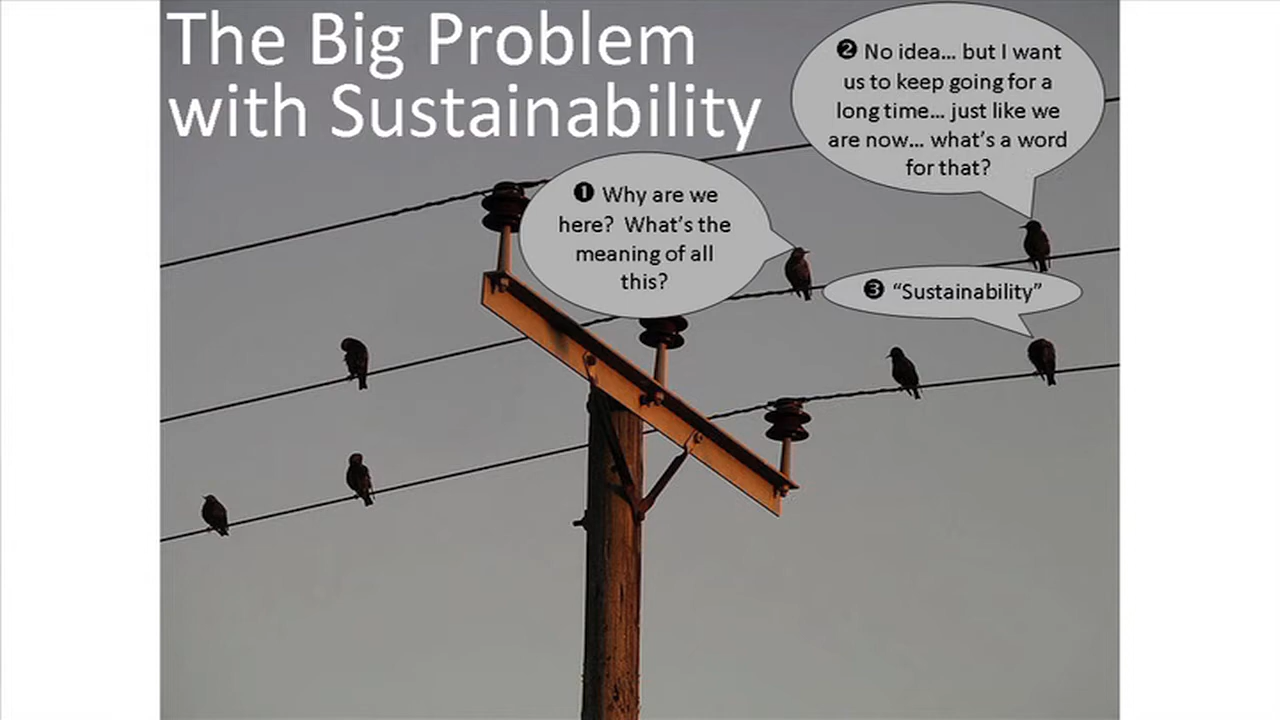 The Big Problem
with Sustainability
❶ Why are we
here?  What's the
meaning of all
this?
❷ No idea... but I want
us to keep going for a
long time... just like we
are now... what's a word
for that?
❸ “Sustainability”